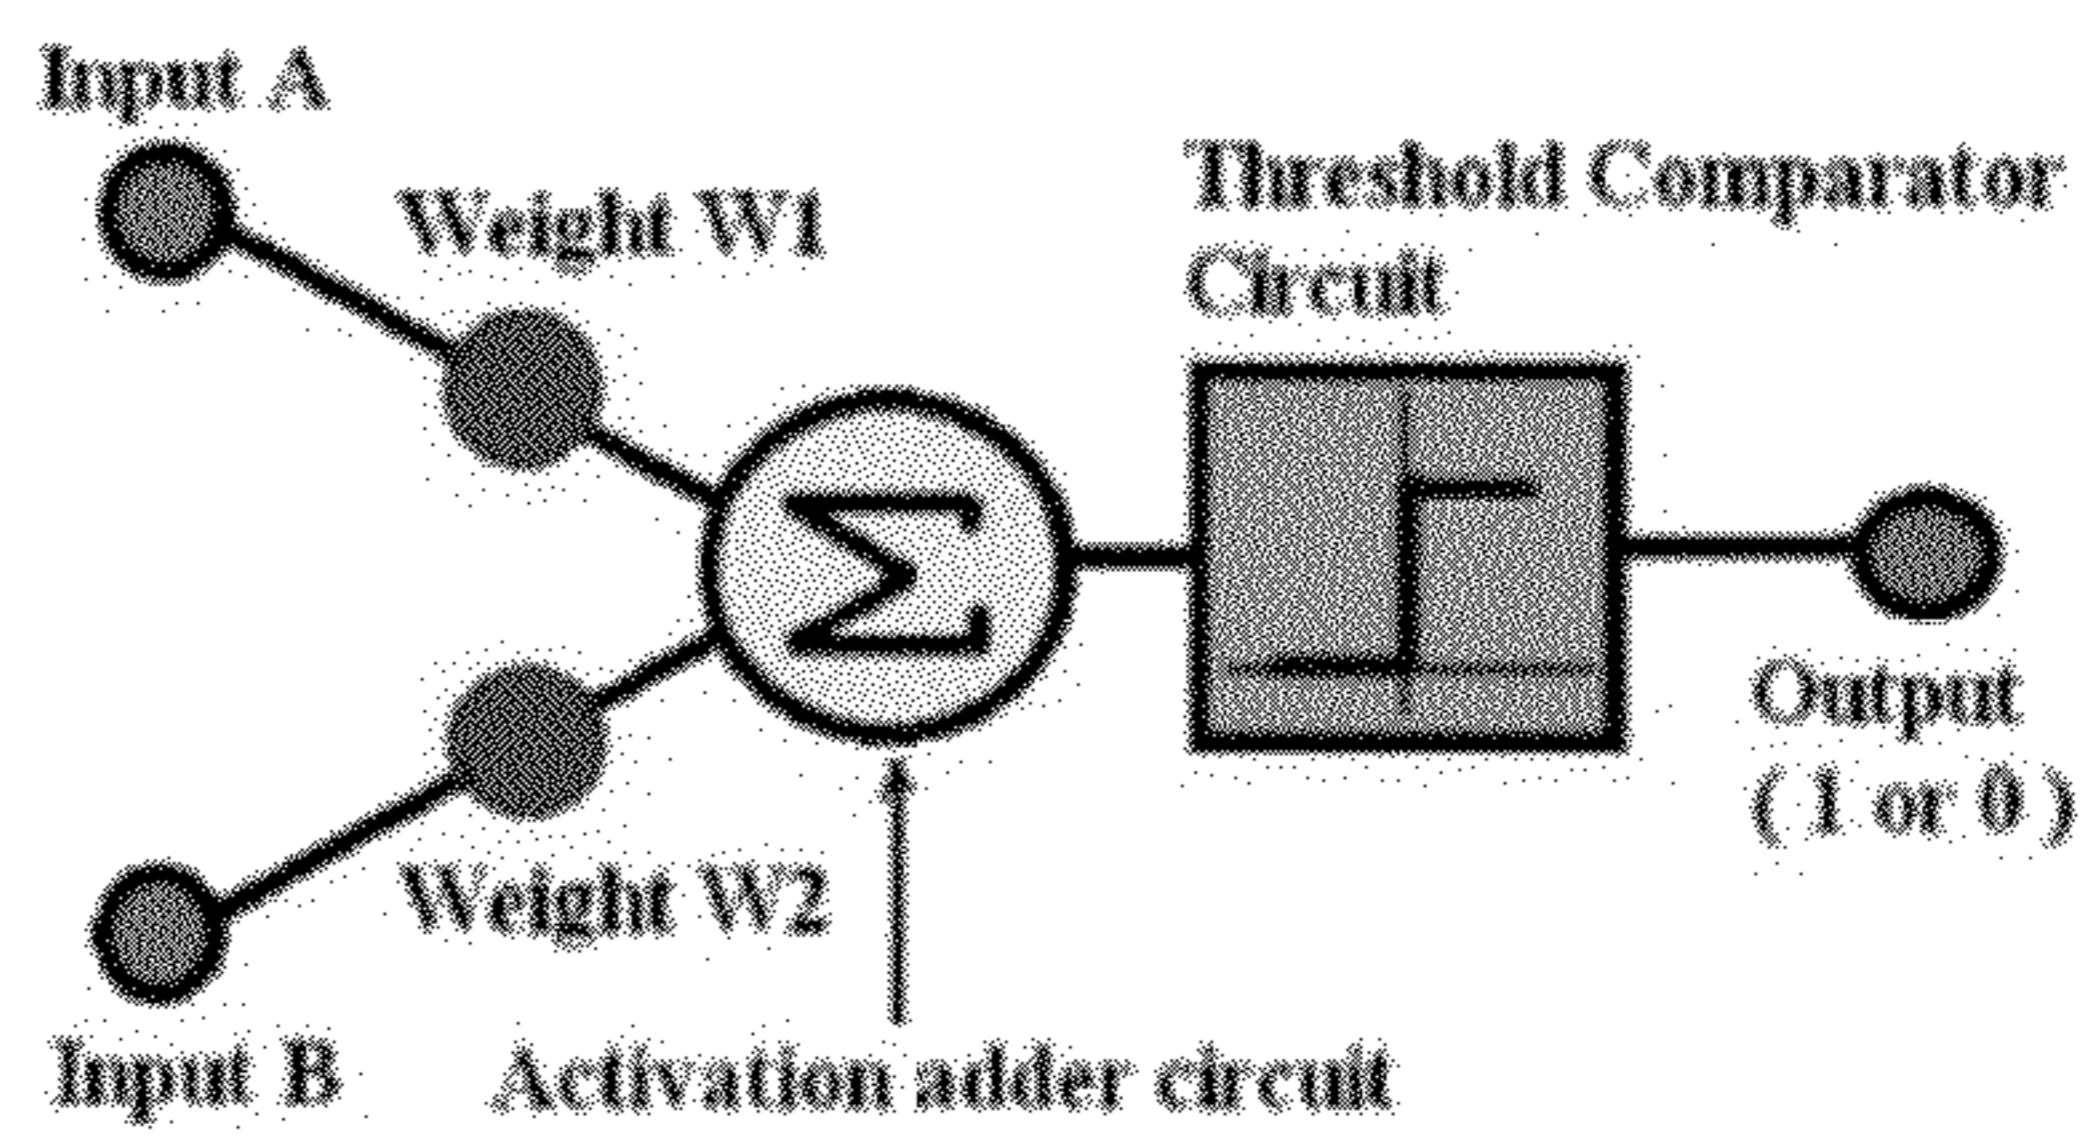 Input A
Weight W1
Threshold Comparator
Circuit
Σ
Output
( 1 or 0 )
Weight W2
Input B
Activation adder circuit